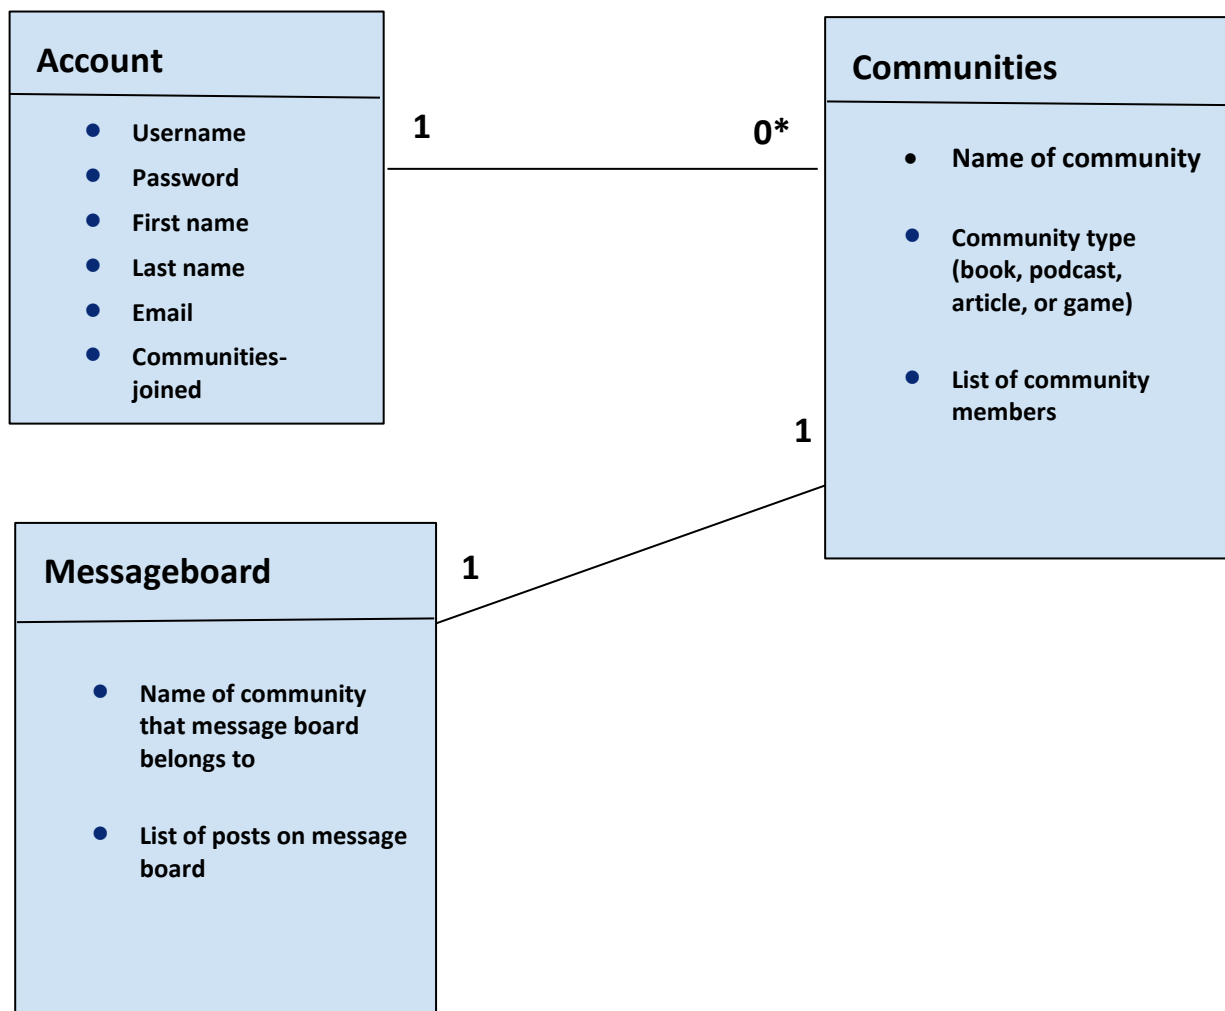 Account
Username
Password
First name
Last name
Email
Communities-
joined
1
0*
Communities
Name of community
Community type
(book, podcast,
article, or game)
List of community
members
1
1
Messageboard
Name of community
that message board
belongs to
List of posts on message
board